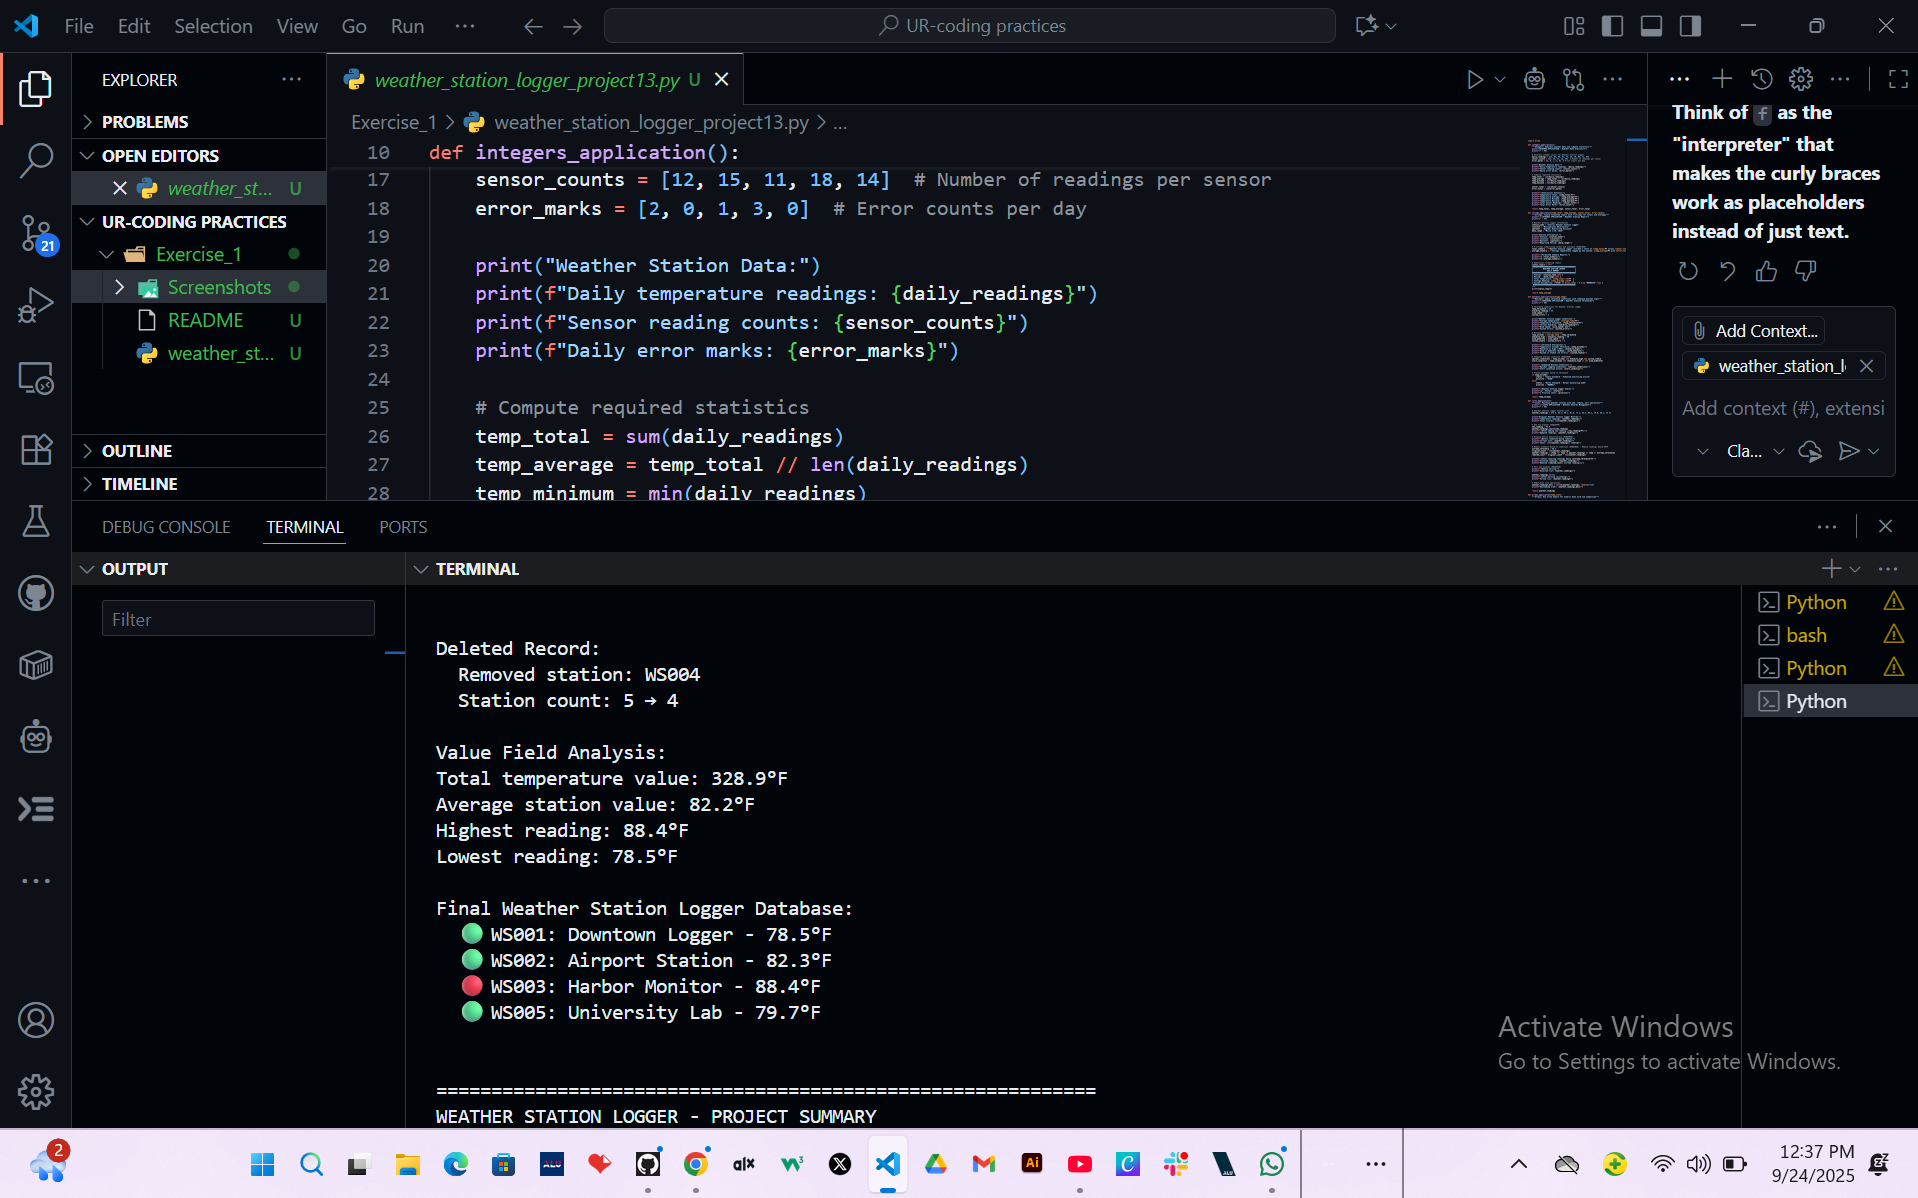 File Edit Selection View Go Run
UR-coding practices
EXPLORER
PROBLEMS
OPEN EDITORS
weather_st... U
UR-CODING PRACTICES
Exercise_1
Screenshots
README U
weather_st... U
OUTLINE
TIMELINE
21
weather_station_logger_project13.py U
Exercise_1 > weather_station_logger_project13.py > ...
10 def integers_application():
17 sensor_counts = [12, 15, 11, 18, 14] # Number of readings per sensor
18 error_marks = [2, 0, 1, 3, 0] # Error counts per day
19
20 print("Weather Station Data:")
21 print(f"Daily temperature readings: {daily_readings}")
22 print(f"Sensor reading counts: {sensor_counts}")
23 print(f"Daily error marks: {error_marks}")
24
25 # Compute required statistics
26 temp_total = sum(daily_readings)
27 temp_average = temp_total // len(daily_readings)
28 temp_minimum = min(daily_readings)
Think of f as the
"interpreter" that
makes the curly braces
work as placeholders
instead of just text.
Add Context...
weather_station_l
Add context (#), extensi
Cla...
DEBUG CONSOLE TERMINAL PORTS
OUTPUT
Filter
TERMINAL
Deleted Record:
Removed station: WS004
Station count: 5 → 4
Value Field Analysis:
Total temperature value: 328.9°F
Average station value: 82.2°F
Highest reading: 88.4°F
Lowest reading: 78.5°F
Final Weather Station Logger Database:
WS001: Downtown Logger - 78.5°F
WS002: Airport Station - 82.3°F
WS003: Harbor Monitor - 88.4°F
WS005: University Lab - 79.7°F
============================================================
WEATHER STATION LOGGER - PROJECT SUMMARY
Python
bash
Python
Python
Activate Windows
Go to Settings to activate Windows.
2
ALU
alx
Ai
12:37 PM
9/24/2025